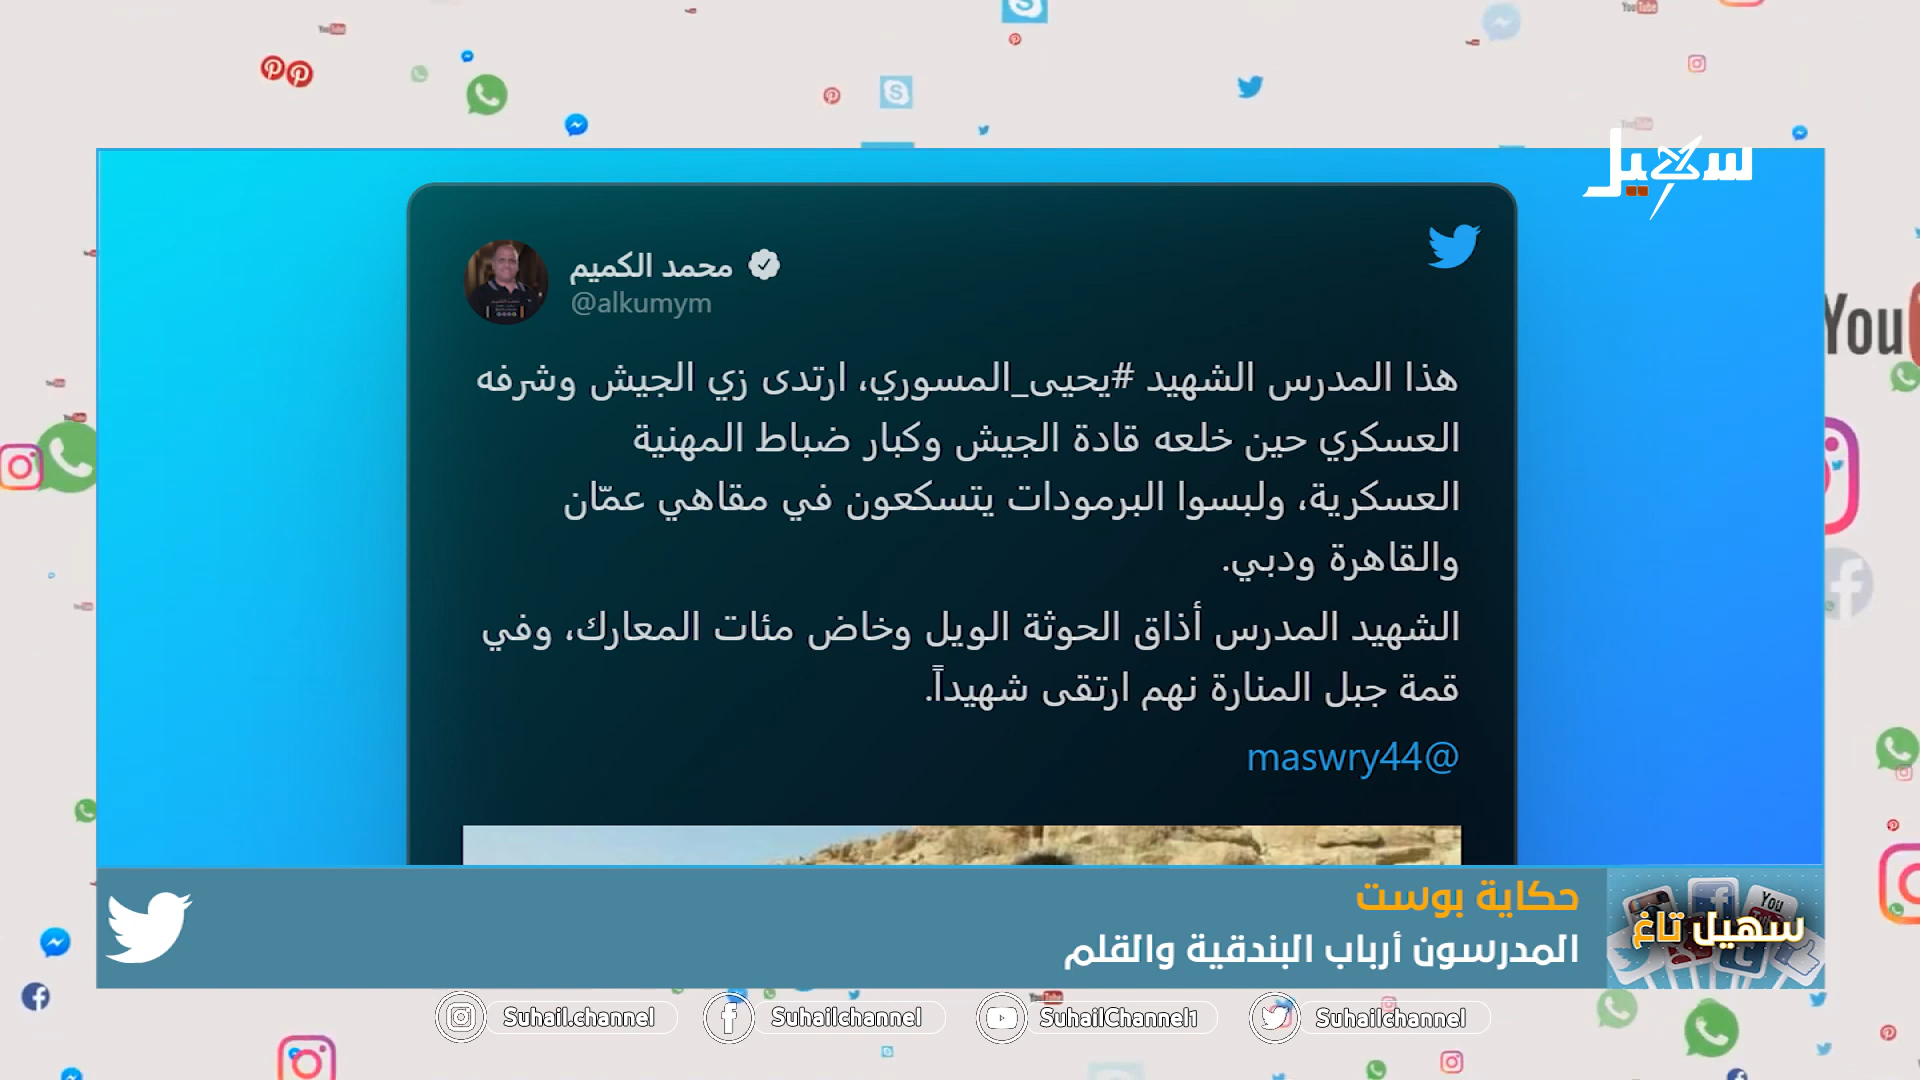 سهيل
محمد الكميم
@alkumym
هذا المدرس الشهيد #يحيى_المسوري، ارتدى زي الجيش وشرفه
العسكري حين خلعه قادة الجيش وكبار ضباط المهنية
العسكرية، ولبسوا البرمودات يتسكعون في مقاهي عمّان
والقاهرة ودبي.
الشهيد المدرس أذاق الحوثة الويل وخاض مئات المعارك، وفي
قمة جبل المنارة نهم ارتقى شهيداً.
@maswry44
حكاية بوست
المدرسون أرباب البندقية والقلم
سهيل تاغ
Suhail.channel
Suhailchannel
SuhailChannel1
Suhailchannel
You